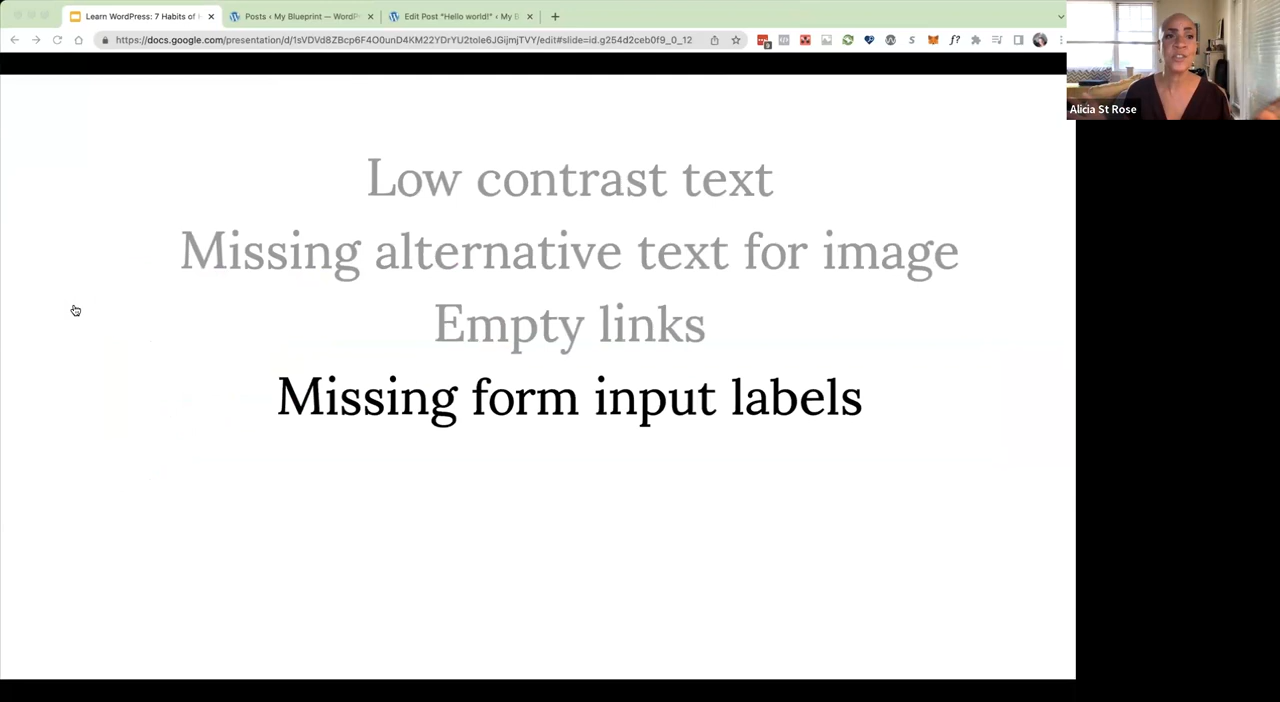 Learn WordPress: 7 Habits of H
Posts ‹ My Blueprint — WordP
Edit Post "Hello world!" ‹ My B
https://docs.google.com/presentation/d/1sVDVd8ZBcp6F4O0unD4KM22YDrYU2tole6JGijmjTVY/edit#slide=id.g254d2ceb0f9_0_12
Alicia St Rose
Low contrast text
Missing alternative text for image
Empty links
Missing form input labels